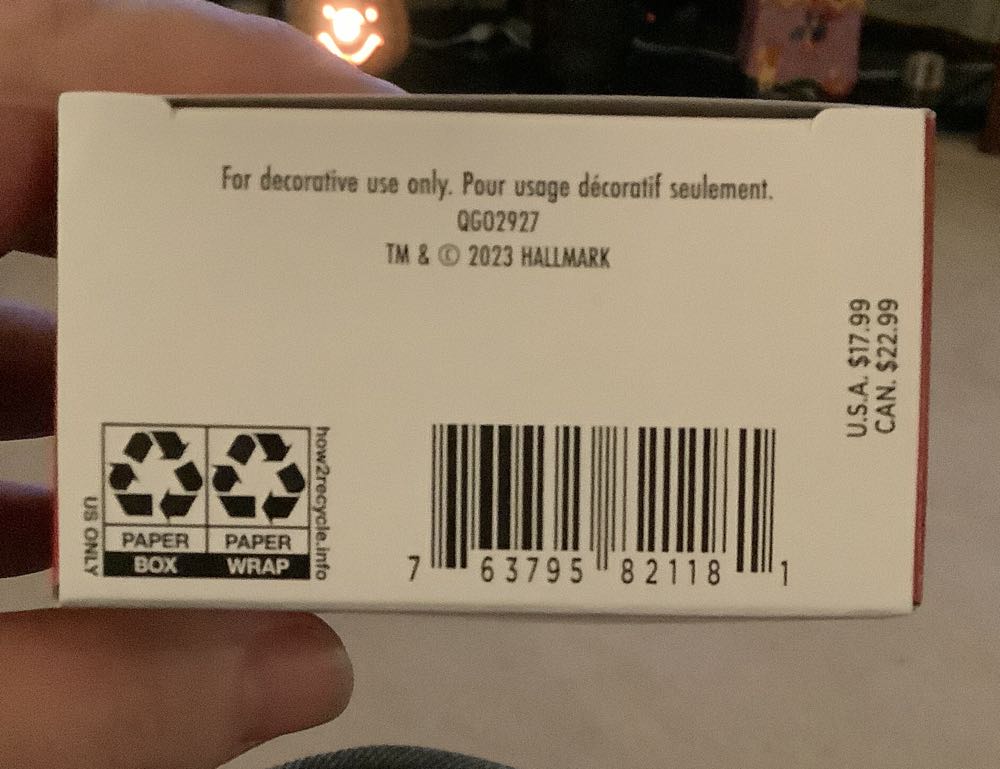 For decorative use only. Pour usage décoratif seulement.
QGO2927
TM & © 2023 HALLMARK
U.S.A. $17.99
CAN. $22.99
US ONLY
PAPER
BOX
PAPER
WRAP
how2recycle.info
7 63795 82118 1